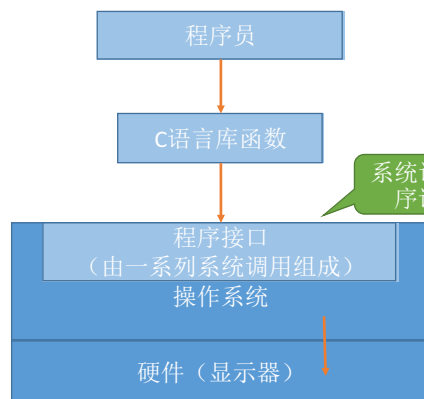 程序员
C语言库函数
系统
序
程序接口
（由一系列系统调用组成）
操作系统
硬件（显示器）